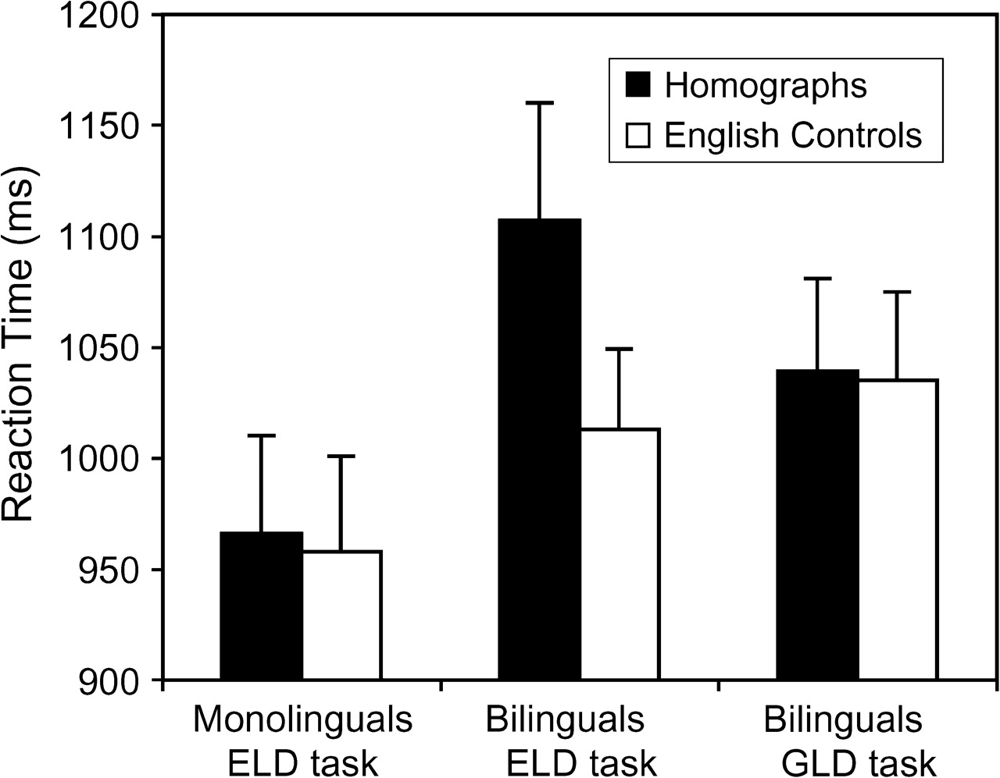 1200
1150
1100
1050
1000
950
900
Reaction Time (ms)
Homographs
English Controls
Monolinguals
ELD task
Bilinguals
ELD task
Bilinguals
GLD task